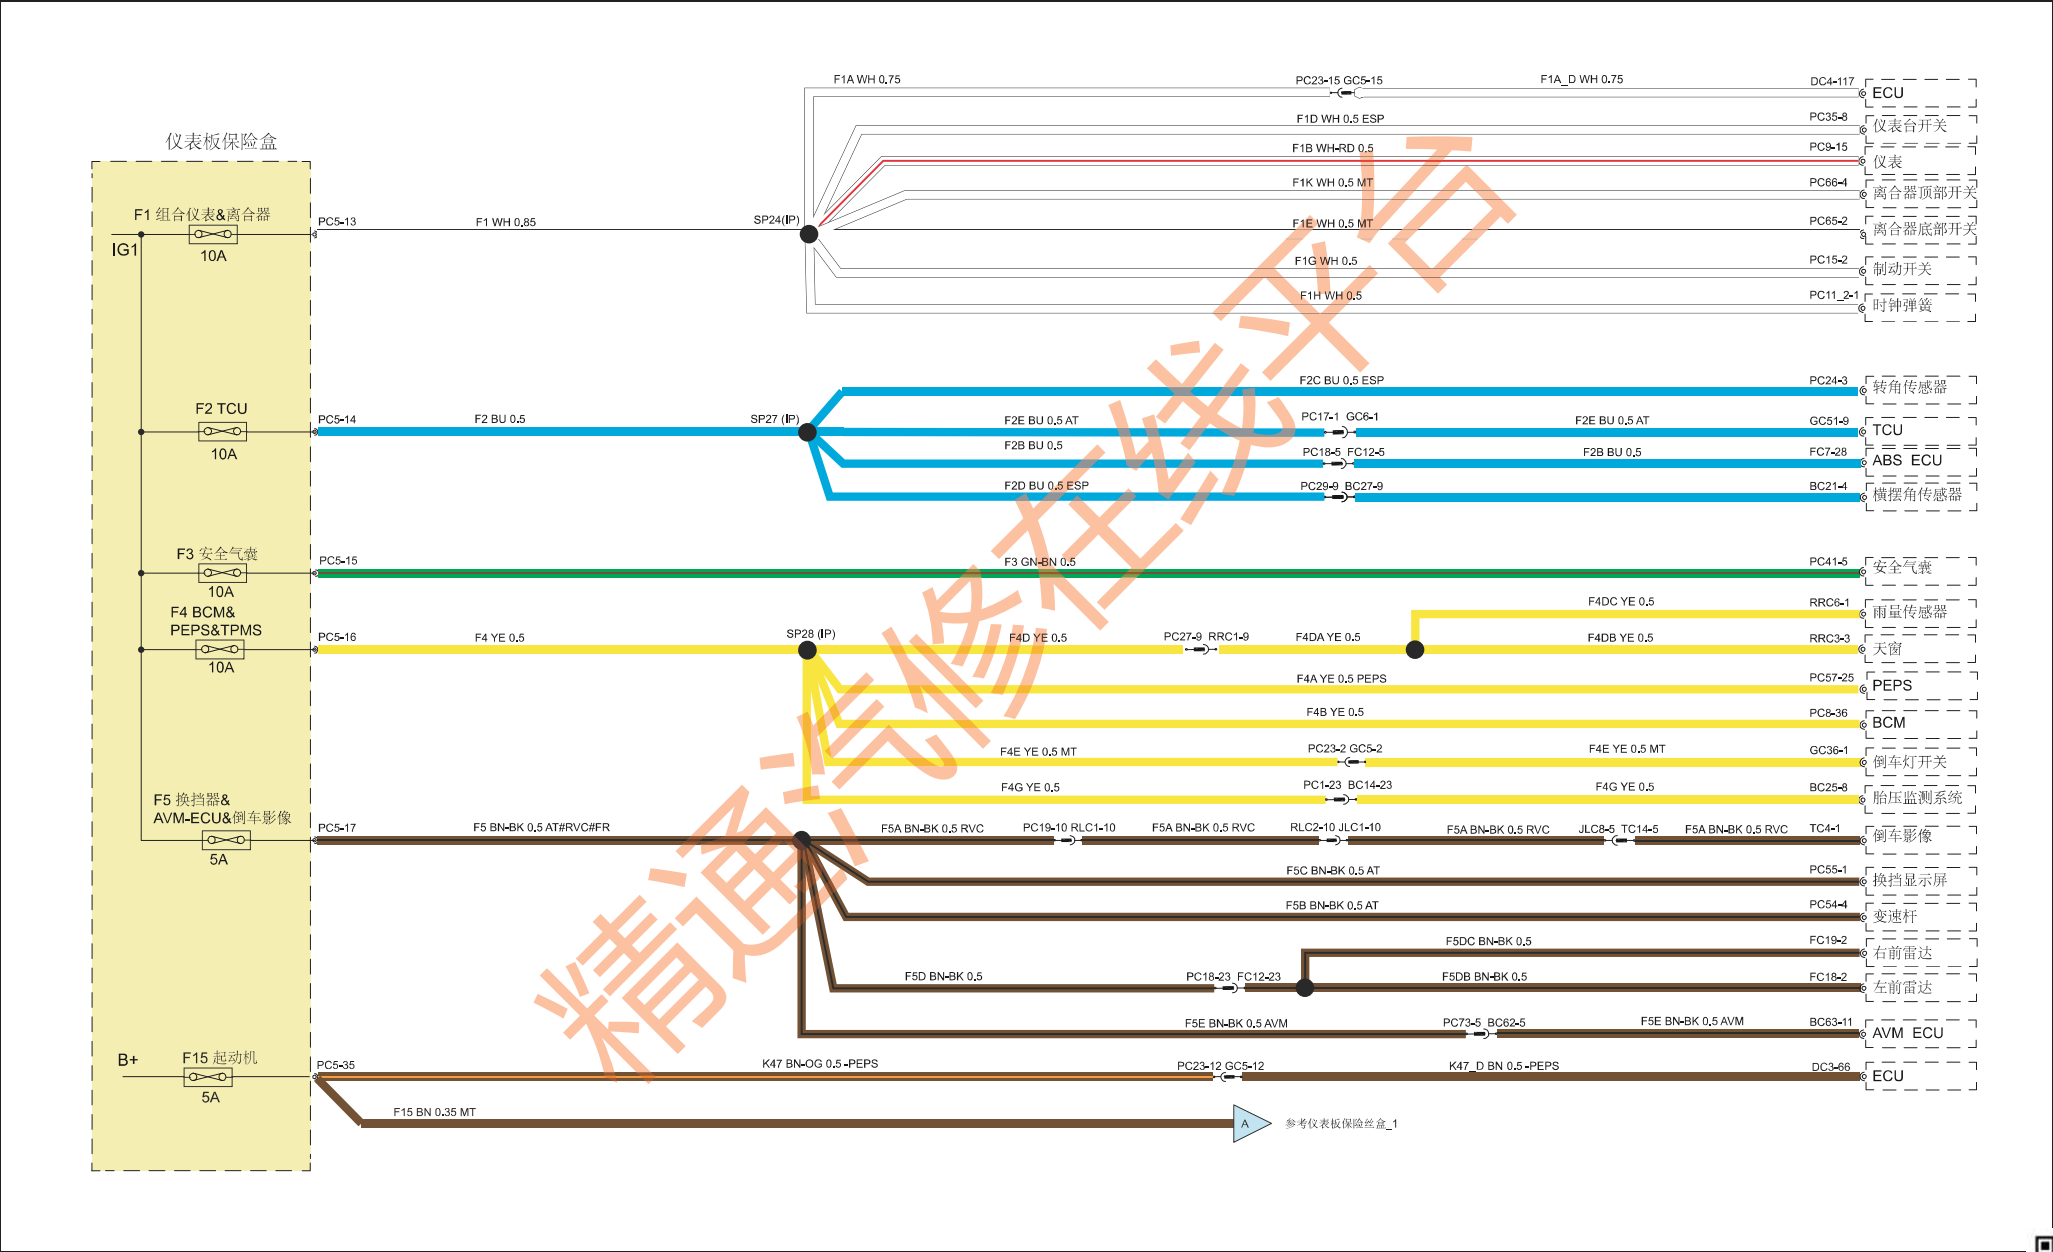 仪表板保险盒
F1 组合仪表&离合器
IG1
10A
PC5-13
F1 WH 0.85
SP24(IP)
F1A WH 0.75
PC23-15 GC5-15
F1A_D WH 0.75
DC4-117
ECU
F1D WH 0.5 ESP
PC35-8
仪表台开关
F1B WH-RD 0.5
PC9-15
仪表
F1K WH 0.5 MT
PC66-4
离合器顶部开关
F1E WH 0.5 MT
PC65-2
离合器底部开关
F1G WH 0.5
PC15-2
制动开关
F1H WH 0.5
PC11_2-1
时钟弹簧
F2 TCU
10A
PC5-14
F2 BU 0.5
SP27 (IP)
F2C BU 0.5 ESP
PC24-3
转角传感器
F2E BU 0.5 AT
PC17-1 GC6-1
F2E BU 0.5 AT
GC51-9
TCU
F2B BU 0.5
PC18-5 FC12-5
F2B BU 0.5
FC7-28
ABS ECU
F2D BU 0.5 ESP
PC29-9 BC27-9
BC21-4
横摆角传感器
F3 安全气囊
10A
PC5-15
F3 GN-BN 0.5
PC41-5
安全气囊
F4 BCM&
PEPS&TPMS
10A
PC5-16
F4 YE 0.5
SP28 (IP)
F4D YE 0.5
PC27-9 RRC1-9
F4DA YE 0.5
F4DC YE 0.5
RRC6-1
雨量传感器
F4DB YE 0.5
RRC3-3
天窗
F4A YE 0.5 PEPS
PC57-25
PEPS
F4B YE 0.5
PC8-36
BCM
F4E YE 0.5 MT
PC23-2 GC5-2
F4E YE 0.5 MT
GC36-1
倒车灯开关
F4G YE 0.5
PC1-23 BC14-23
F4G YE 0.5
BC25-8
胎压监测系统
F5 换挡器&
AVM-ECU&倒车影像
5A
PC5-17
F5 BN-BK 0.5 AT#RVC#FR
F5A BN-BK 0.5 RVC
PC19-10 RLC1-10
F5A BN-BK 0.5 RVC
RLC2-10 JLC1-10
F5A BN-BK 0.5 RVC
JLC8-5 TC14-5
F5A BN-BK 0.5 RVC
TC4-1
倒车影像
F5C BN-BK 0.5 AT
PC55-1
换挡显示屏
F5B BN-BK 0.5 AT
PC54-4
变速杆
F5DC BN-BK 0.5
FC19-2
右前雷达
F5D BN-BK 0.5
PC18-23 FC12-23
F5DB BN-BK 0.5
FC18-2
左前雷达
F5E BN-BK 0.5 AVM
PC73-5 BC62-5
F5E BN-BK 0.5 AVM
BC63-11
AVM ECU
B+
F15 起动机
5A
PC5-35
K47 BN-OG 0.5 -PEPS
PC23-12 GC5-12
K47_D BN 0.5 -PEPS
DC3-66
ECU
F15 BN 0.35 MT
A
参考仪表板保险丝盒_1
精通汽修在线平台